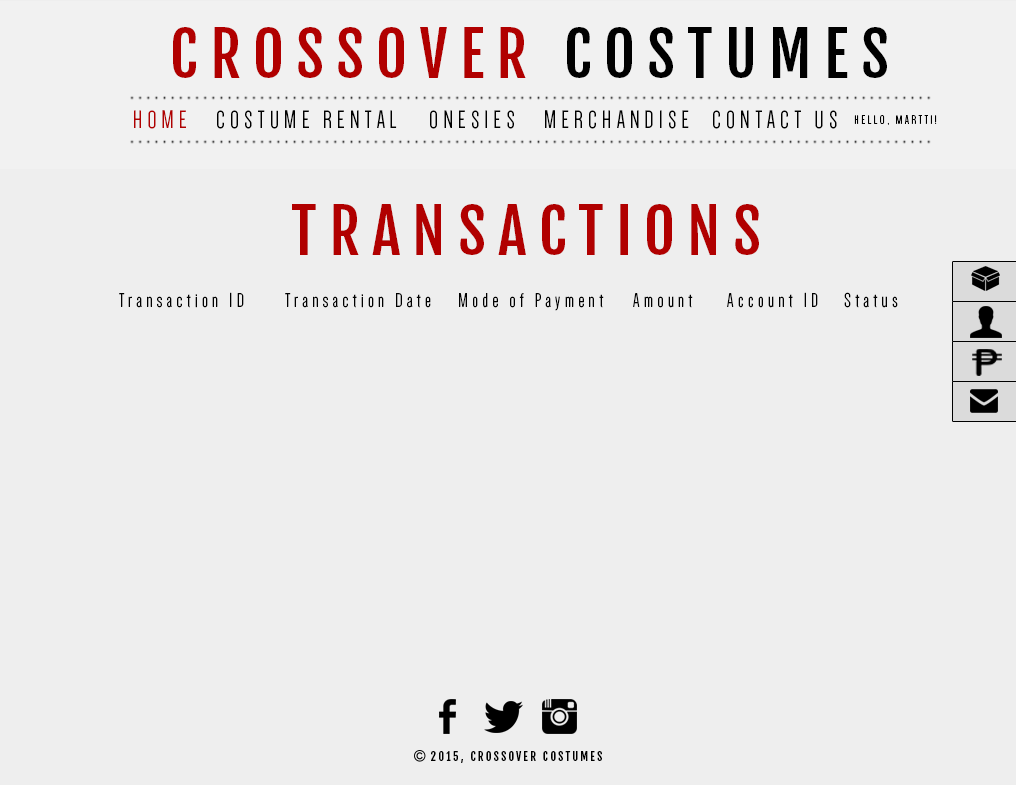 CROSSOVER COSTUMES
HOME COSTUME RENTAL ONESIES MERCHANDISE CONTACT US HELLO, MARTTI!
TRANSACTIONS
Transaction ID Transaction Date Mode of Payment Amount Account ID Status
© 2015, CROSSOVER COSTUMES